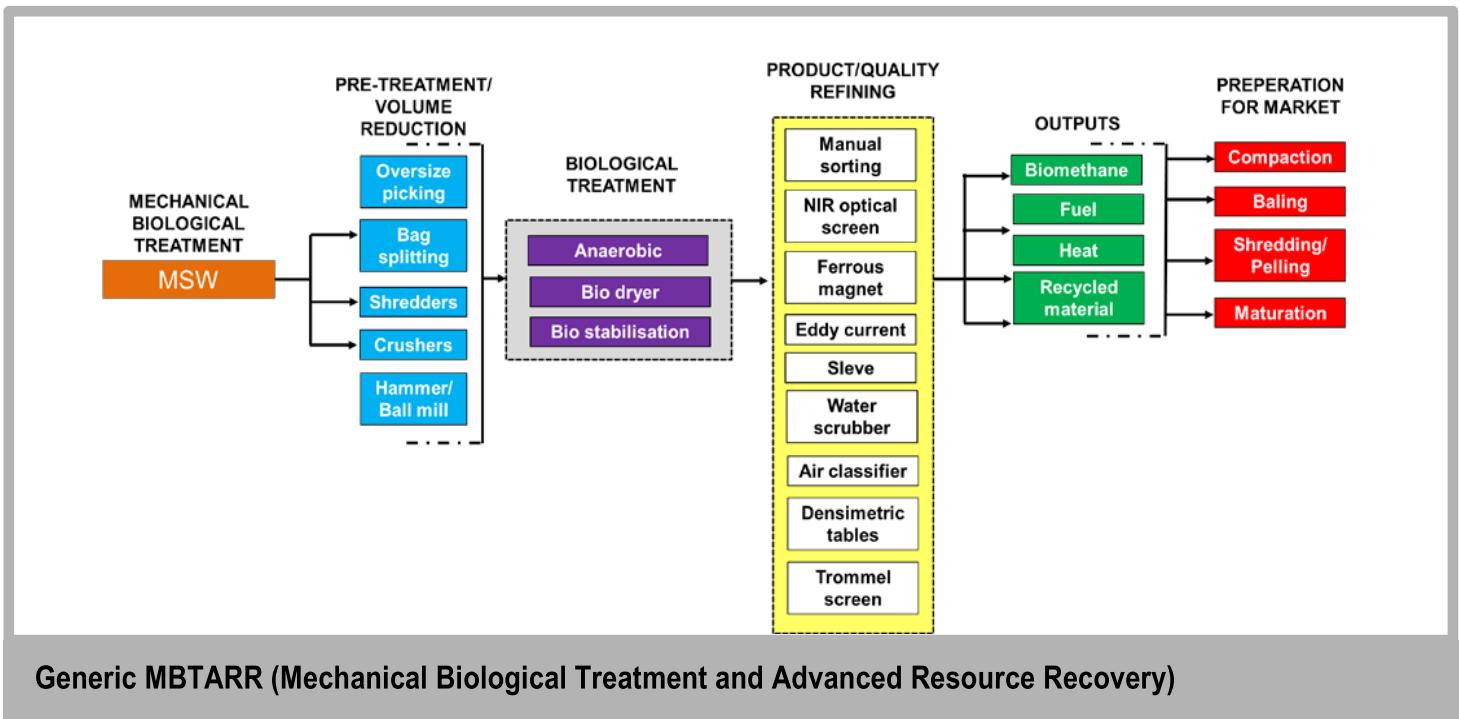 MECHANICAL
BIOLOGICAL
TREATMENT
MSW
PRE-TREATMENT/
VOLUME
REDUCTION
Oversize
picking
Bag
splitting
Shredders
Crushers
Hammer/
Ball mill
BIOLOGICAL
TREATMENT
Anaerobic
Bio dryer
Bio stabilisation
PRODUCT/QUALITY
REFINING
Manual
sorting
NIR optical
screen
Ferrous
magnet
Eddy current
Sleve
Water
scrubber
Air classifier
Densimetric
tables
Trommel
screen
OUTPUTS
Biomethane
Fuel
Heat
Recycled
material
PREPERATION
FOR MARKET
Compaction
Baling
Shredding/
Pelling
Maturation
Generic MBTARR (Mechanical Biological Treatment and Advanced Resource Recovery)